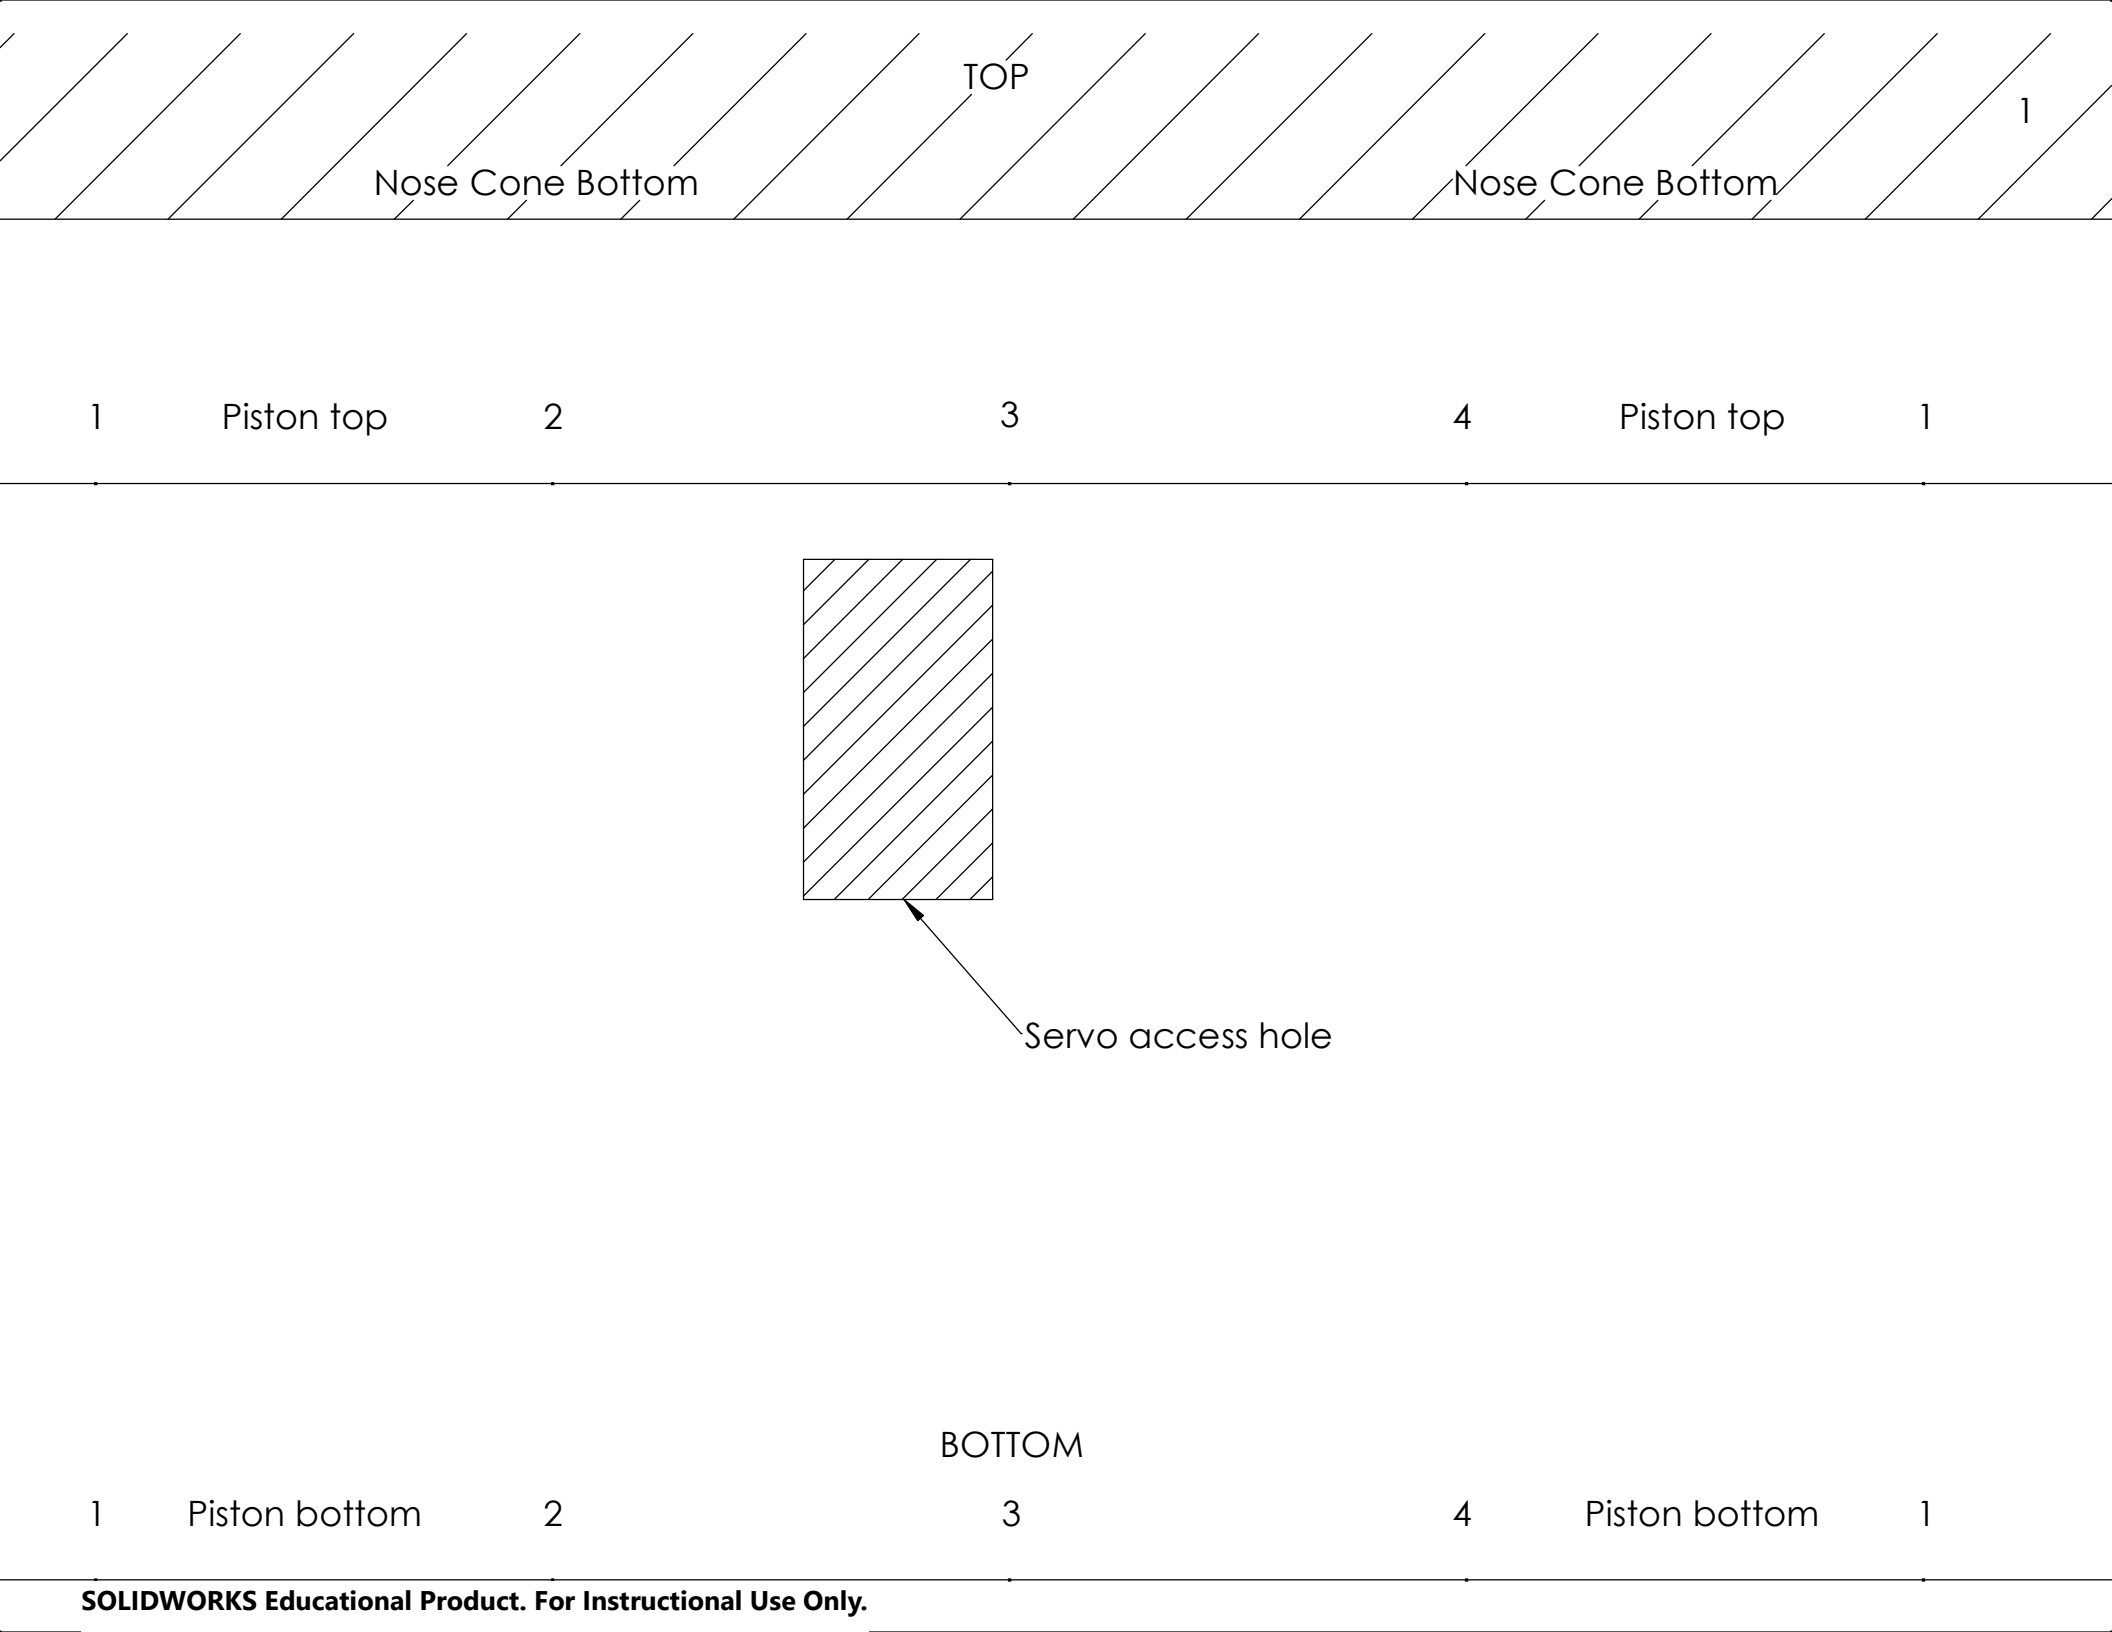 TOP
1
Nose Cone Bottom Nose Cone Bottom
1 Piston top 2 3 4 Piston top 1
Servo access hole
BOTTOM
1 Piston bottom 2 3 4 Piston bottom 1
SOLIDWORKS Educational Product. For Instructional Use Only.